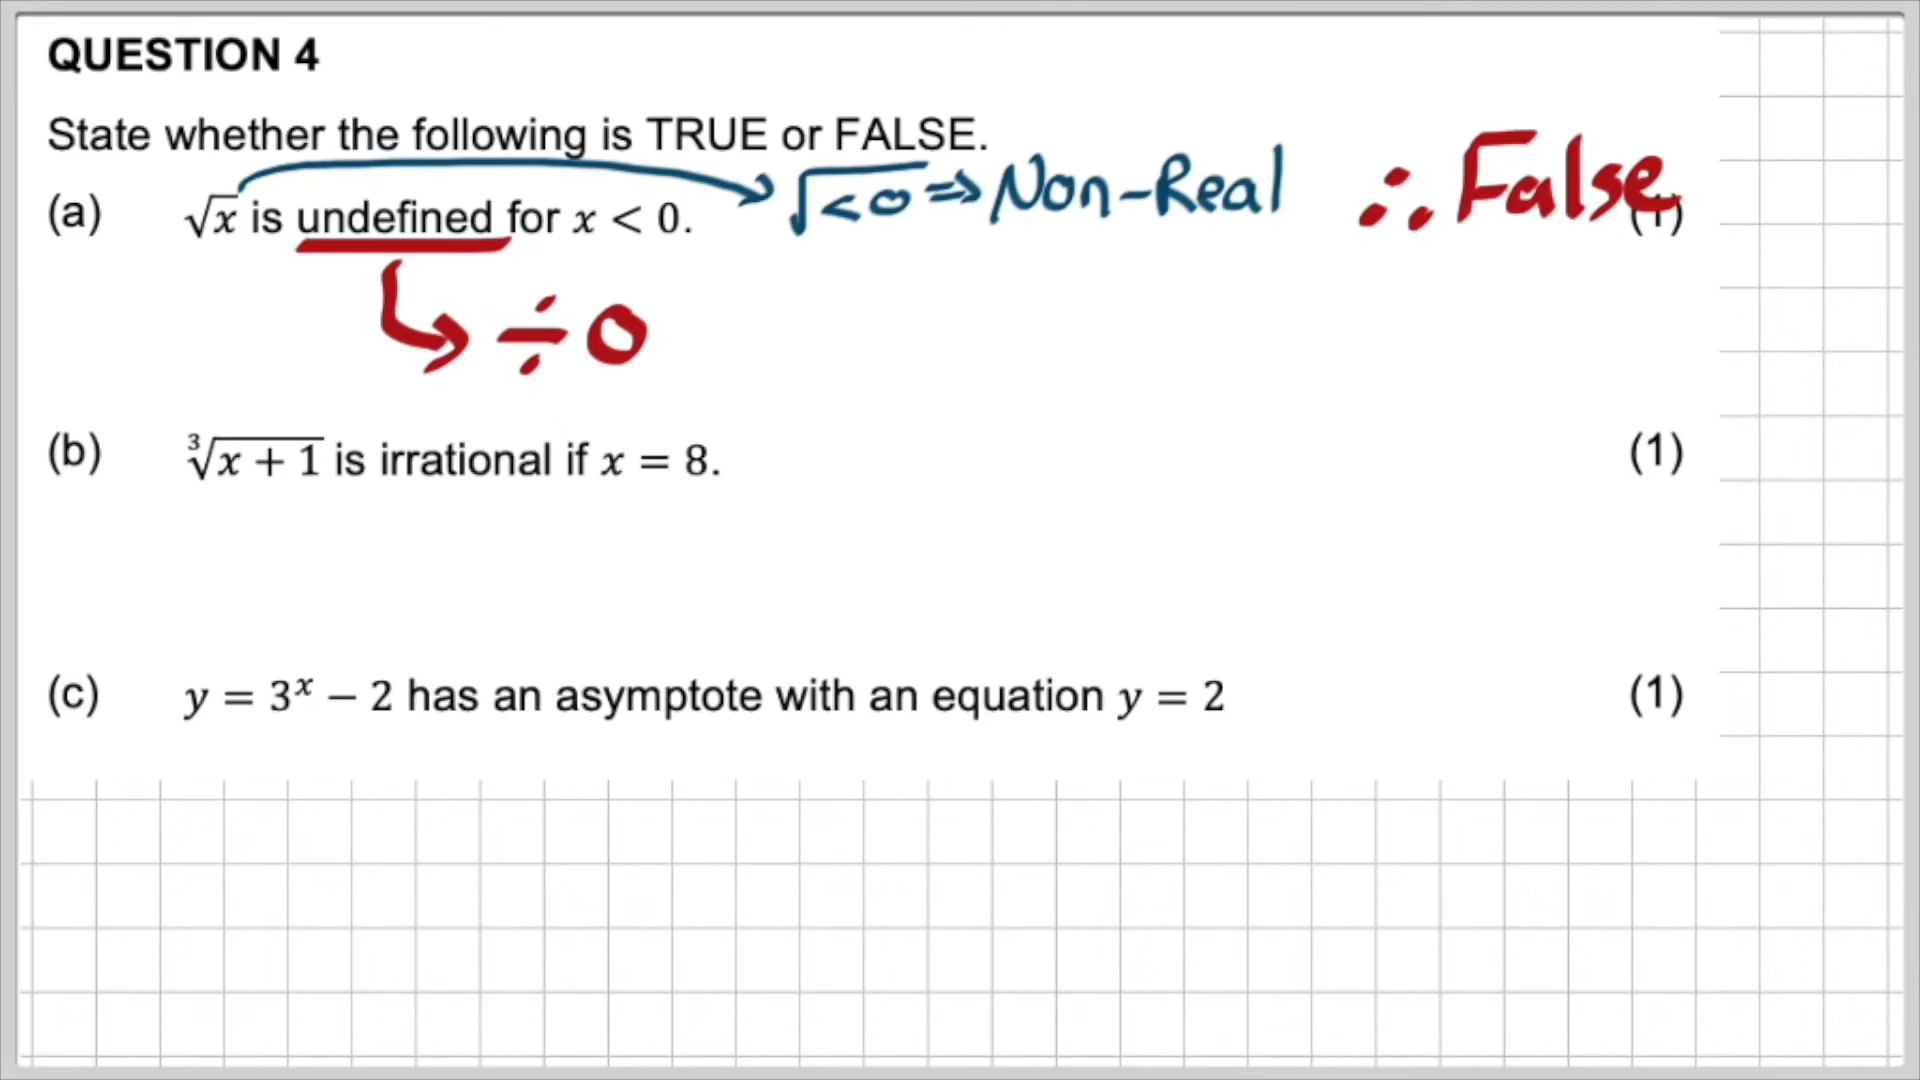 QUESTION 4
State whether the following is TRUE or FALSE.
(a) √x is undefined for x < 0. √<0 ⇒ Non-Real ∴ False (1)
÷ 0
(b) ∛(x + 1) is irrational if x = 8. (1)
(c) y = 3ˣ − 2 has an asymptote with an equation y = 2 (1)